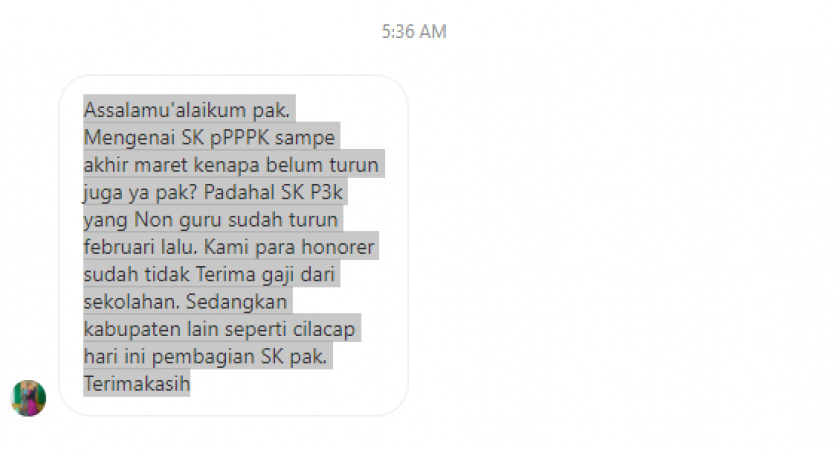 5:36 AM
Assalamu'alaikum pak.
Mengenai SK pPPPK sampe
akhir maret kenapa belum turun
juga ya pak? Padahal SK P3k
yang Non guru sudah turun
februari lalu. Kami para honorer
sudah tidak Terima gaji dari
sekolahan. Sedangkan
kabupaten lain seperti cilacap
hari ini pembagian SK pak.
Terimakasih